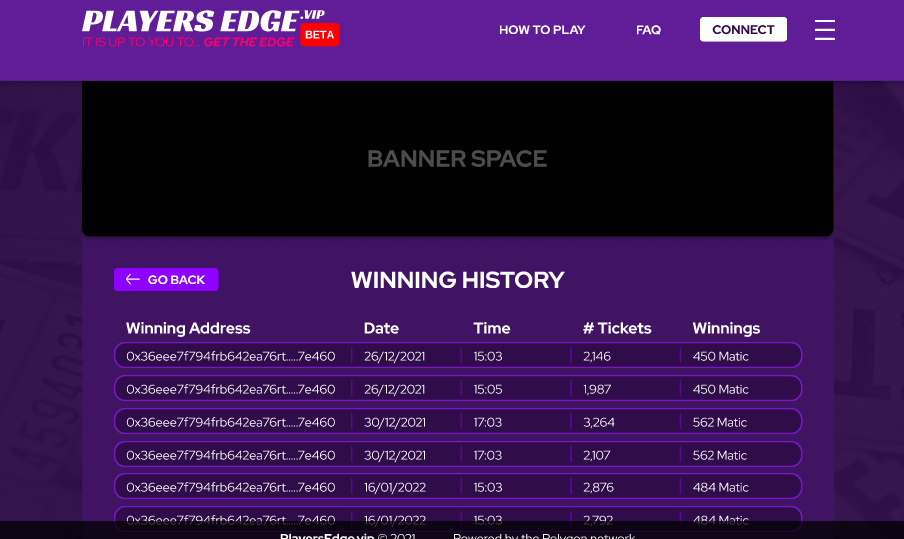 PLAYERS EDGE.VIP
IT IS UP TO YOU TO... GET THE EDGE BETA
HOW TO PLAY FAQ CONNECT
BANNER SPACE
GO BACK WINNING HISTORY
Winning Address Date Time # Tickets Winnings
0x36eee7f794frb642ea76rt.....7e460 26/12/2021 15:03 2,146 450 Matic
0x36eee7f794frb642ea76rt.....7e460 26/12/2021 15:05 1,987 450 Matic
0x36eee7f794frb642ea76rt.....7e460 30/12/2021 17:03 3,264 562 Matic
0x36eee7f794frb642ea76rt.....7e460 30/12/2021 17:03 2,107 562 Matic
0x36eee7f794frb642ea76rt.....7e460 16/01/2022 15:03 2,876 484 Matic
0x36eee7f794frb642ea76rt.....7e460 16/01/2022 15:03 2,792 484 Matic
PlayersEdge.vip © 2021 Powered by the Polygon network